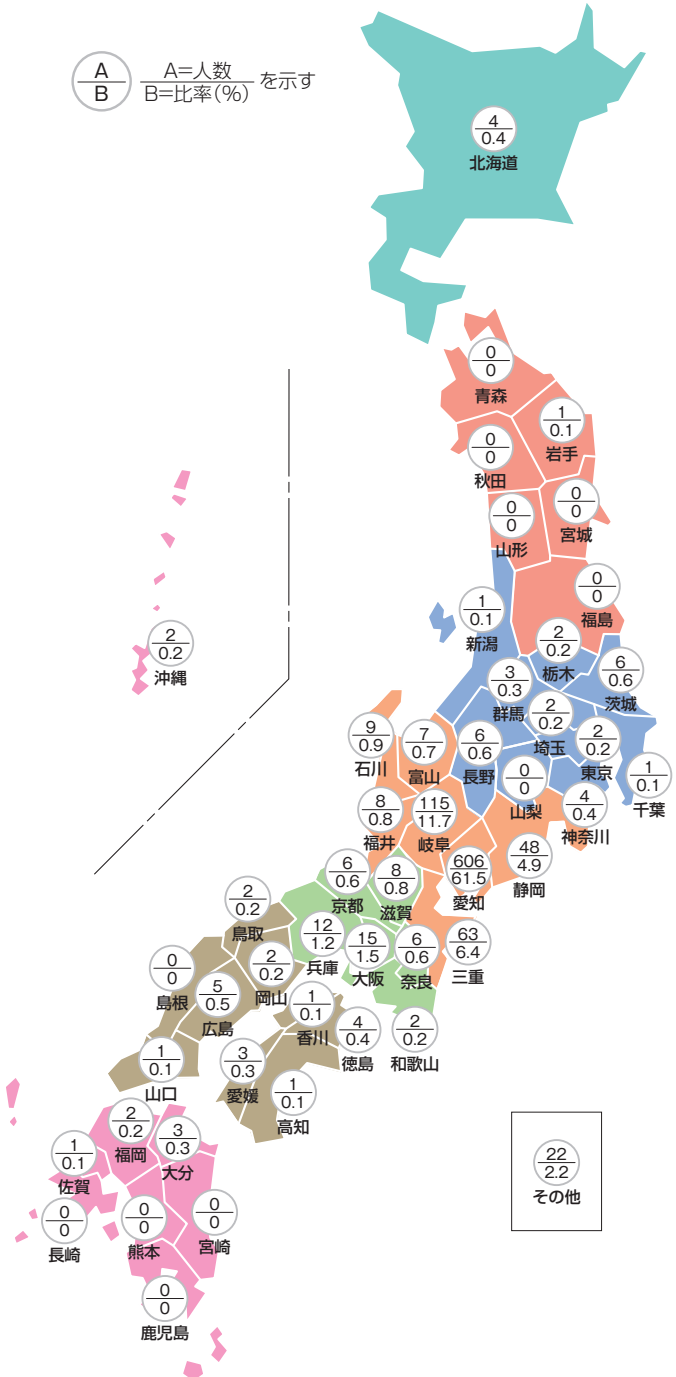 A
B
A=人数
B=比率(%)
を示す
4
0.4
北海道
0
0
青森
1
0.1
岩手
0
0
秋田
0
0
宮城
0
0
山形
0
0
福島
1
0.1
新潟
2
0.2
栃木
6
0.6
茨城
2
0.2
沖縄
3
0.3
群馬
2
0.2
埼玉
2
0.2
東京
1
0.1
千葉
9
0.9
石川
7
0.7
富山
6
0.6
長野
0
0
山梨
4
0.4
神奈川
8
0.8
福井
115
11.7
岐阜
606
61.5
愛知
48
4.9
静岡
6
0.6
京都
8
0.8
滋賀
2
0.2
鳥取
12
1.2
兵庫
15
1.5
大阪
6
0.6
奈良
63
6.4
三重
0
0
島根
2
0.2
岡山
5
0.5
広島
1
0.1
香川
4
0.4
徳島
2
0.2
和歌山
1
0.1
山口
3
0.3
愛媛
1
0.1
高知
2
0.2
福岡
3
0.3
大分
1
0.1
佐賀
0
0
長崎
0
0
熊本
0
0
宮崎
0
0
鹿児島
22
2.2
その他